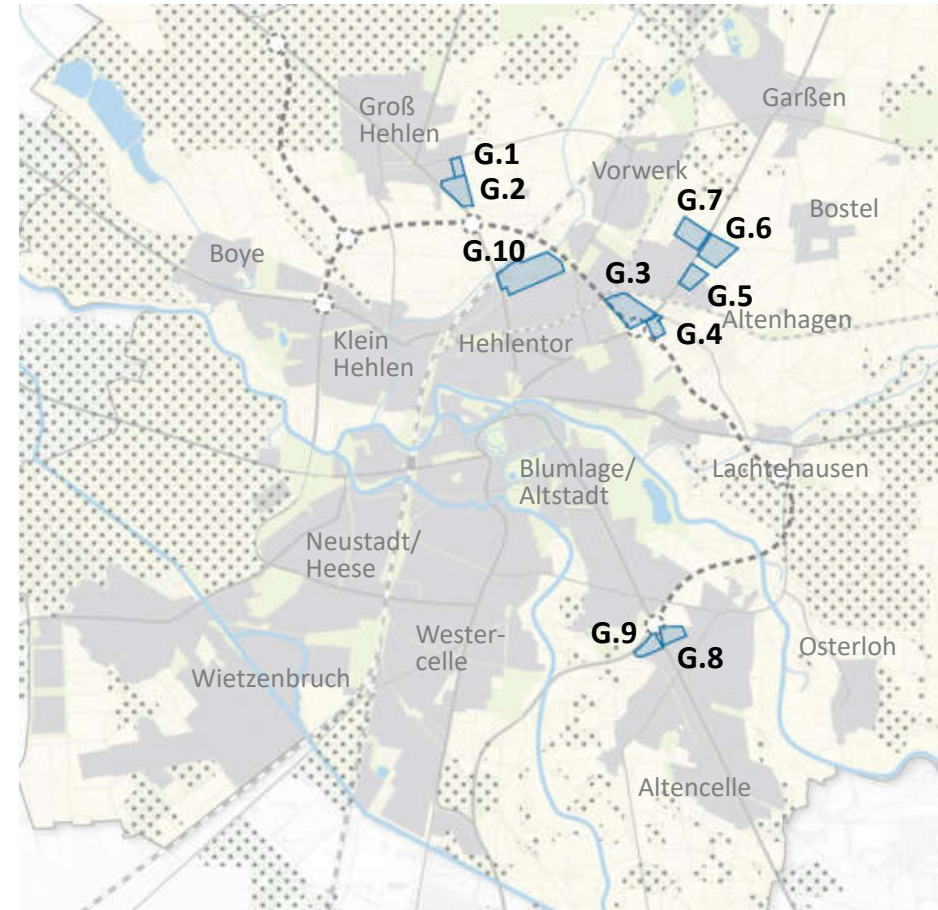 Garßen
Groß
Hehlen
G.1
Vorwerk
G.2
Bostel
G.7
G.6
Boye
G.10
G.3
G.5
Altenhagen
G.4
Klein
Hehlen
Hehlentor
Blumlage/
Altstadt
Lachtehausen
Neustadt/
Heese
G.9
Wester-
celle
G.8
Osterloh
Wietzenbruch
Altencelle